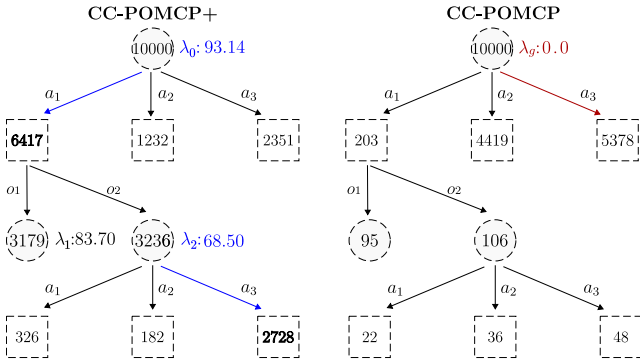 CC-POMCP+ CC-POMCP
10000 λ0: 93.14 10000 λg: 0.0
a1 a2 a3 a1 a2 a3
6417 1232 2351 203 4419 5378
o1 o2 o1 o2
3179 λ1:83.70 3236 λ2:68.50 95 106
a1 a2 a3 a1 a2 a3
326 182 2728 22 36 48